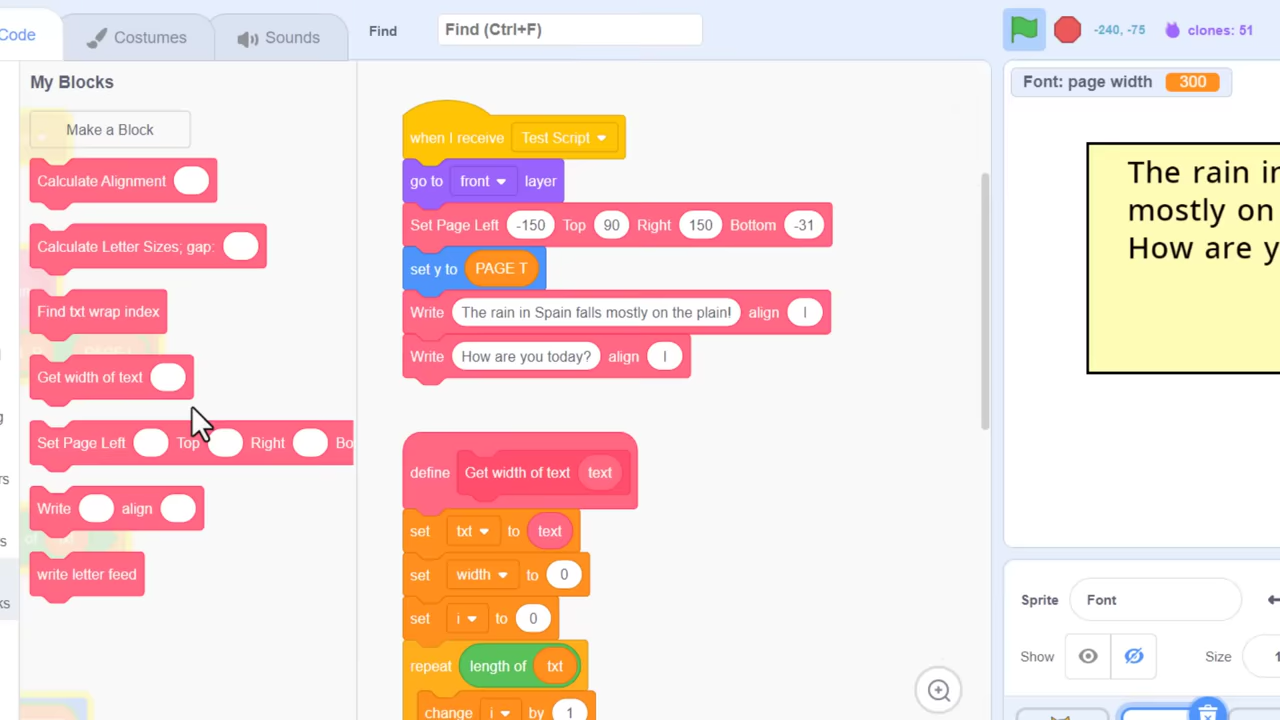 Code
Costumes
Sounds
Find
Find (Ctrl+F)
-240, -75
clones: 51
My Blocks
Make a Block
Calculate Alignment
Calculate Letter Sizes; gap:
Find txt wrap index
Get width of text
Set Page Left Top Right Bo
Write align
write letter feed
when I receive Test Script
go to front layer
Set Page Left -150 Top 90 Right 150 Bottom -31
set y to PAGE T
Write The rain in Spain falls mostly on the plain! align l
Write How are you today? align l
define Get width of text text
set txt to text
set width to 0
set i to 0
repeat length of txt
change i by 1
Font: page width 300
The rain in
mostly on
How are y
Sprite Font
Show
Size 1